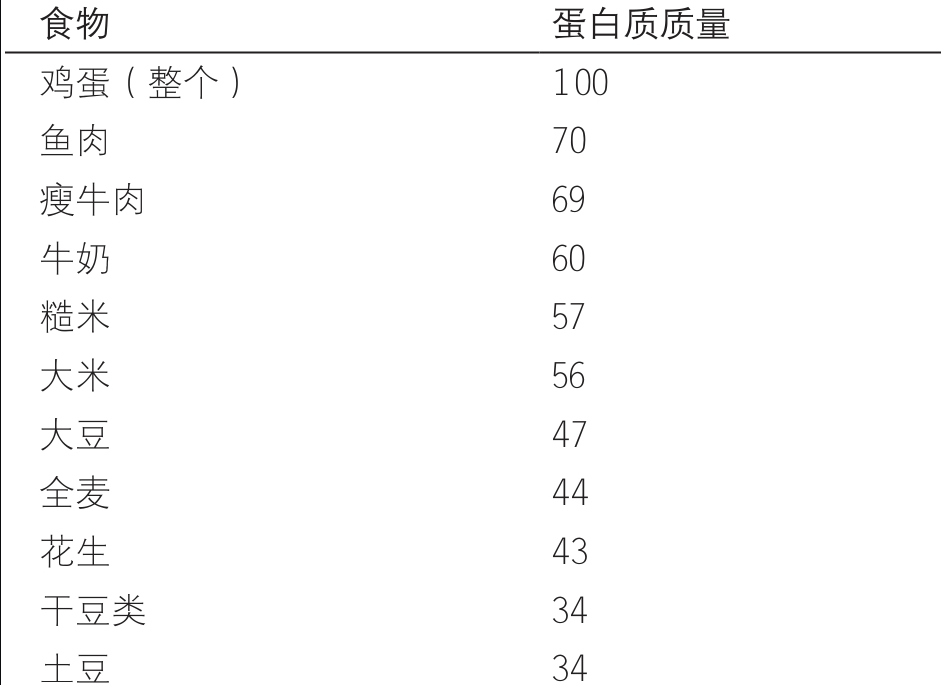 食物 蛋白质质量
鸡蛋（整个） 100
鱼肉 70
瘦牛肉 69
牛奶 60
糙米 57
大米 56
大豆 47
全麦 44
花生 43
干豆类 34
土豆 34